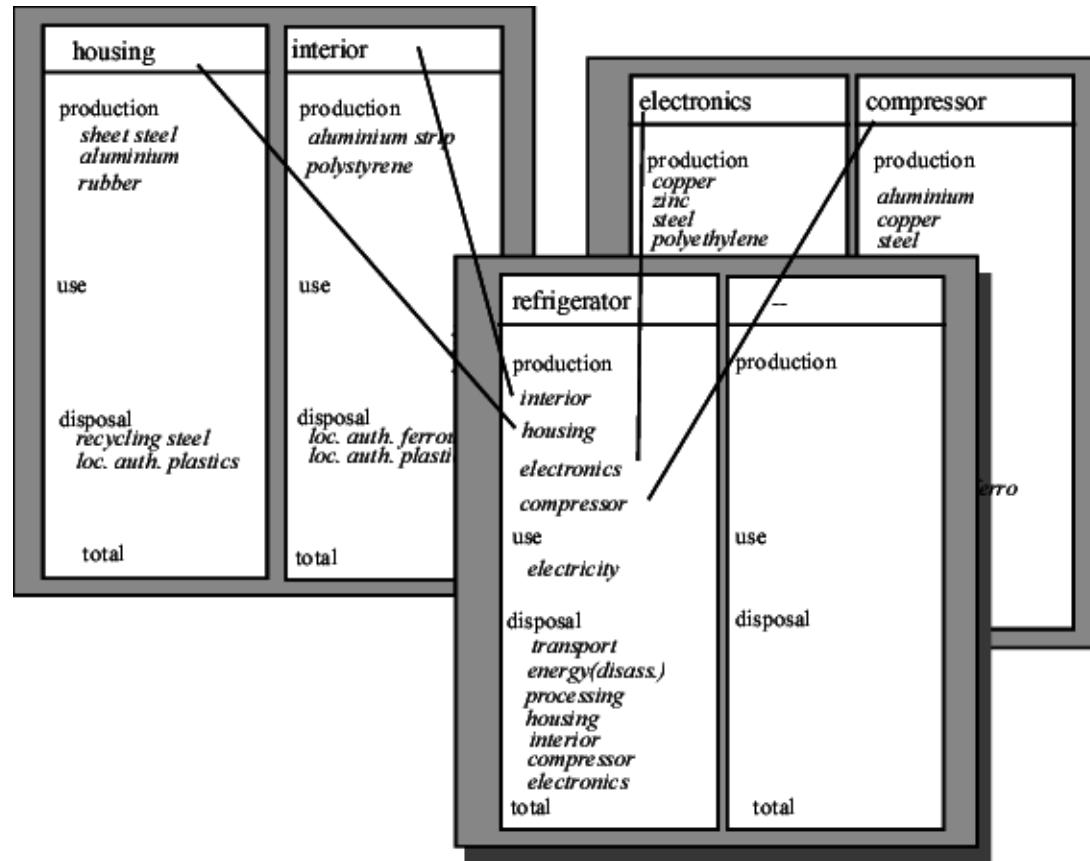 housing
production
sheet steel
aluminium
rubber
use
disposal
recycling steel
loc. auth. plastics
total
interior
production
aluminium strip
polystyrene
use
disposal
loc. auth.
loc. auth.
total
electronics
production
copper
zinc
steel
polyethylene
compressor
production
aluminium
copper
steel
refrigerator
production
interior
housing
electronics
compressor
use
electricity
disposal
transport
energy(disass.)
processing
housing
interior
compressor
electronics
total
--
production
use
disposal
total